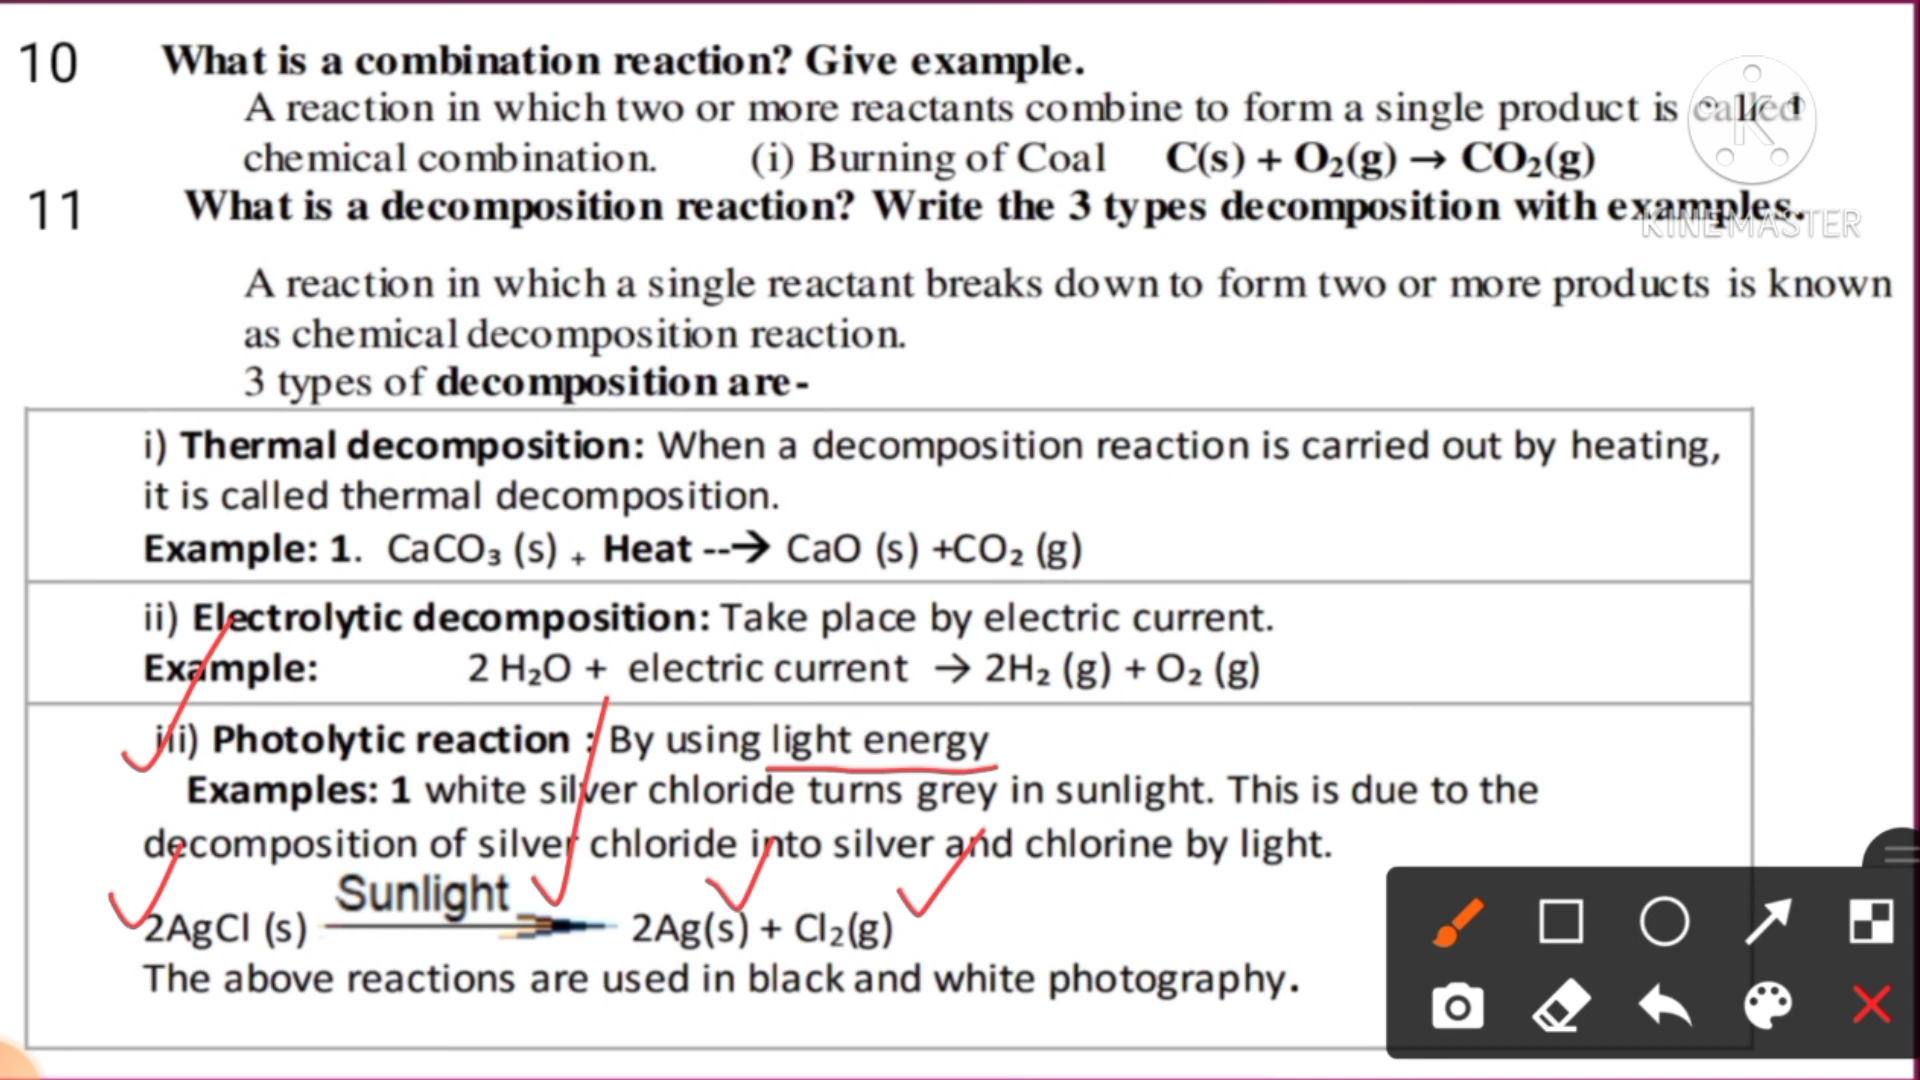 10 What is a combination reaction? Give example.
A reaction in which two or more reactants combine to form a single product is called
chemical combination. (i) Burning of Coal C(s) + O₂(g) → CO₂(g)
11 What is a decomposition reaction? Write the 3 types decomposition with examples.
KINEMASTER
A reaction in which a single reactant breaks down to form two or more products is known
as chemical decomposition reaction.
3 types of decomposition are-
i) Thermal decomposition: When a decomposition reaction is carried out by heating,
it is called thermal decomposition.
Example: 1. CaCO₃ (s) + Heat --→ CaO (s) +CO₂ (g)
ii) Electrolytic decomposition: Take place by electric current.
Example: 2 H₂O + electric current → 2H₂ (g) + O₂ (g)
iii) Photolytic reaction : By using light energy
Examples: 1 white silver chloride turns grey in sunlight. This is due to the
decomposition of silver chloride into silver and chlorine by light.
Sunlight
2AgCl (s) → 2Ag(s) + Cl₂(g)
The above reactions are used in black and white photography.